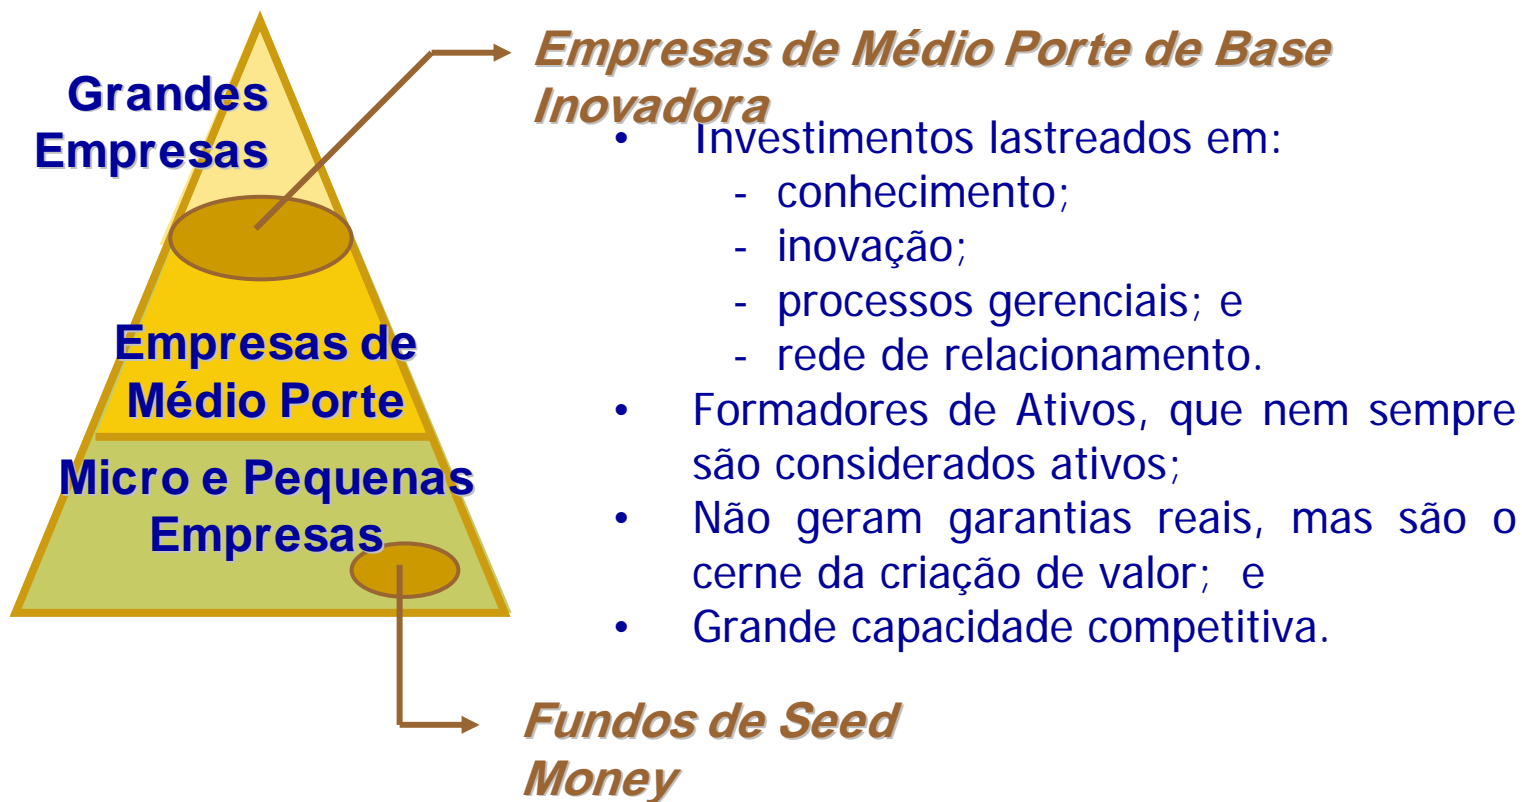 Grandes
Empresas
Empresas de
Médio Porte
Micro e Pequenas
Empresas
Empresas de Médio Porte de Base
Inovadora
• Investimentos lastreados em:
- conhecimento;
- inovação;
- processos gerenciais; e
- rede de relacionamento.
• Formadores de Ativos, que nem sempre
são considerados ativos;
• Não geram garantias reais, mas são o
cerne da criação de valor; e
• Grande capacidade competitiva.
Fundos de Seed
Money